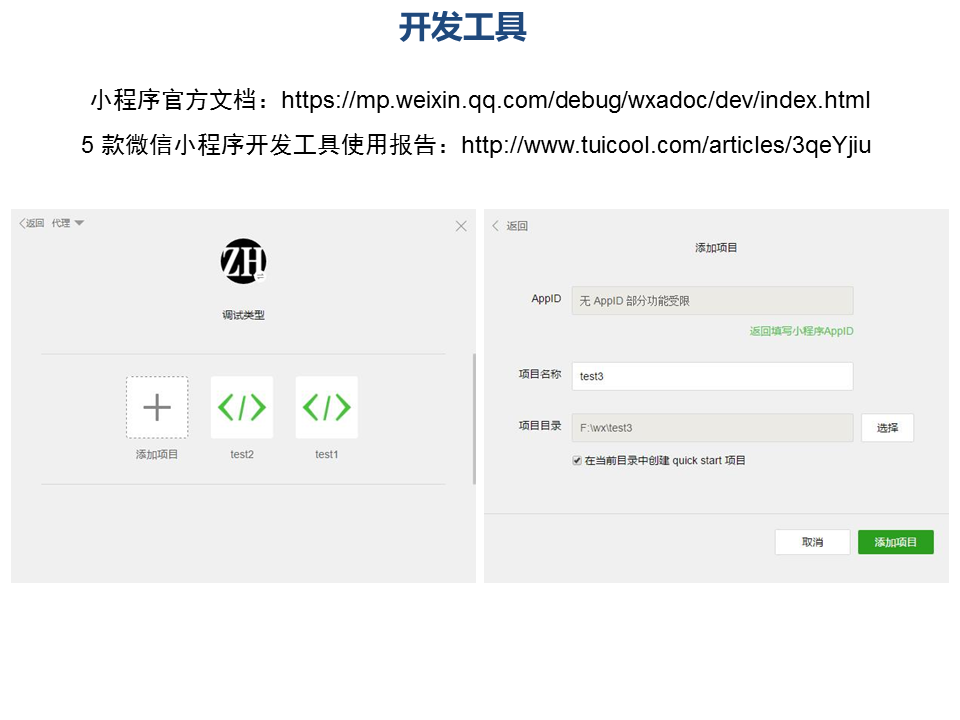 开发工具
小程序官方文档：https://mp.weixin.qq.com/debug/wxadoc/dev/index.html
5 款微信小程序开发工具使用报告：http://www.tuicool.com/articles/3qeYjiu
返回 代理
ZH
调试类型
添加项目 test2 test1
返回
添加项目
AppID 无 AppID 部分功能受限
返回填写小程序AppID
项目名称 test3
项目目录 F:\wx\test3 选择
在当前目录中创建 quick start 项目
取消 添加项目